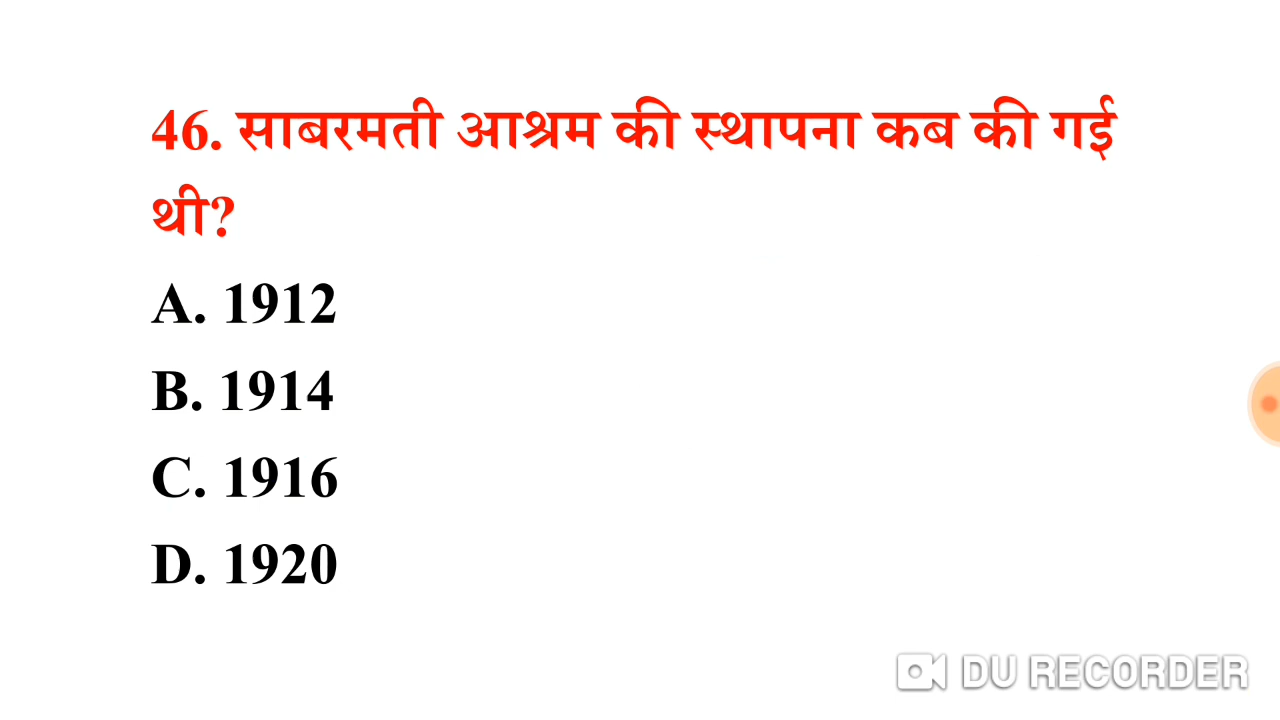 46. साबरमती आश्रम की स्थापना कब की गई
थी?
A. 1912
B. 1914
C. 1916
D. 1920
DU RECORDER